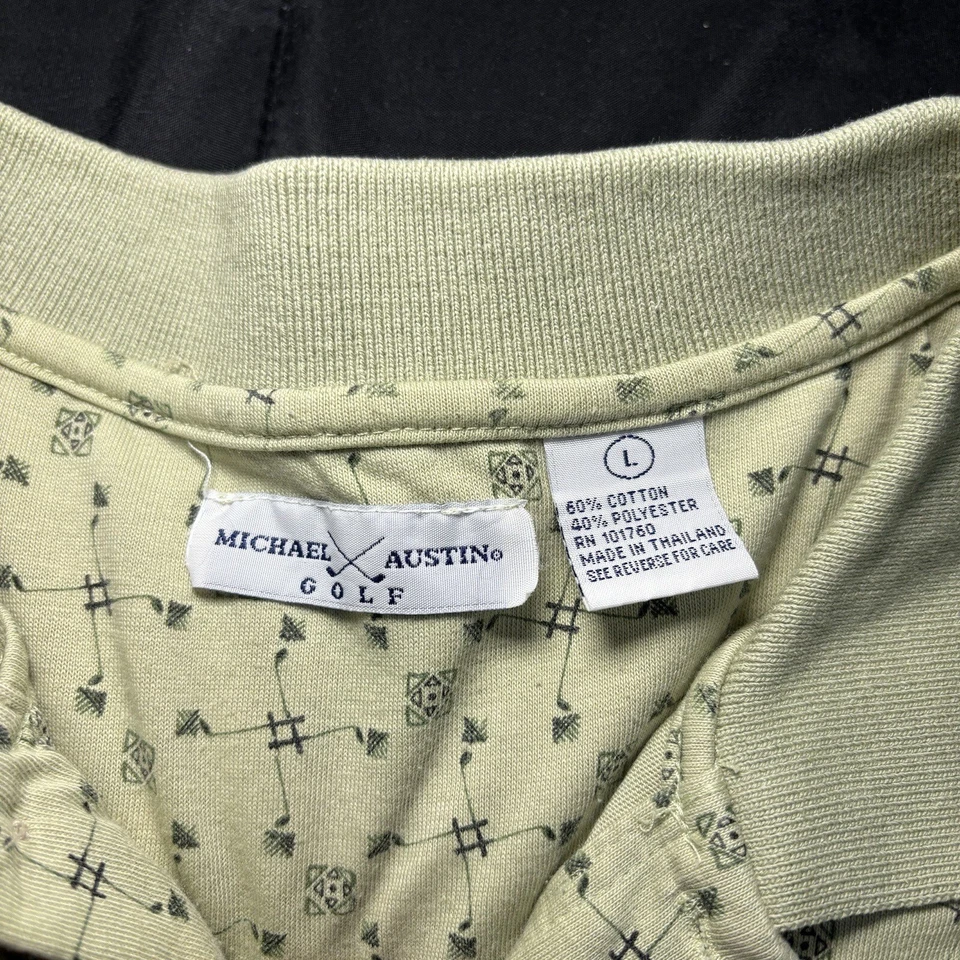 MICHAEL AUSTIN®
GOLF
L
60% COTTON
40% POLYESTER
RN 101760
MADE IN THAILAND
SEE REVERSE FOR CARE